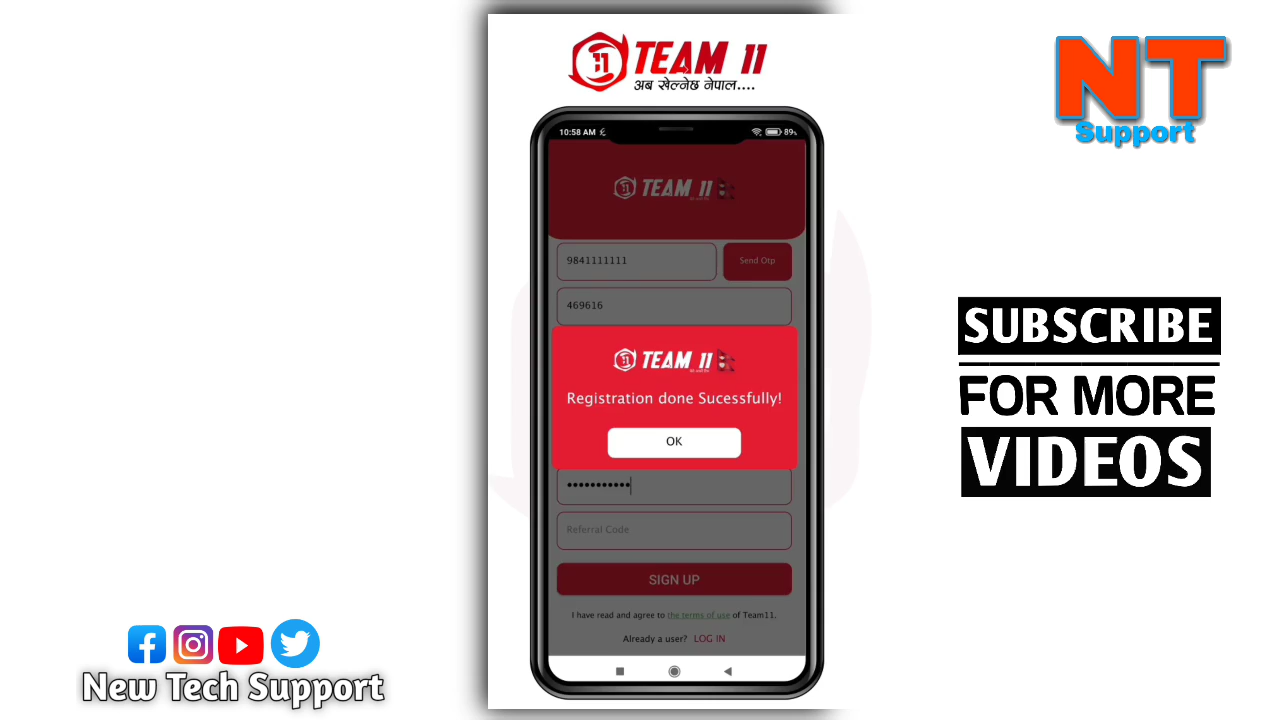 TEAM 11
अब खेल्नेछ नेपाल....
NT
Support
10:58 AM
89%
TEAM 11
9841111111
Send Otp
469616
TEAM 11
Registration done Sucessfully!
OK
•••••••••••
Referral Code
SIGN UP
I have read and agree to the terms of use of Team11.
Already a user? LOG IN
SUBSCRIBE
FOR MORE
VIDEOS
New Tech Support